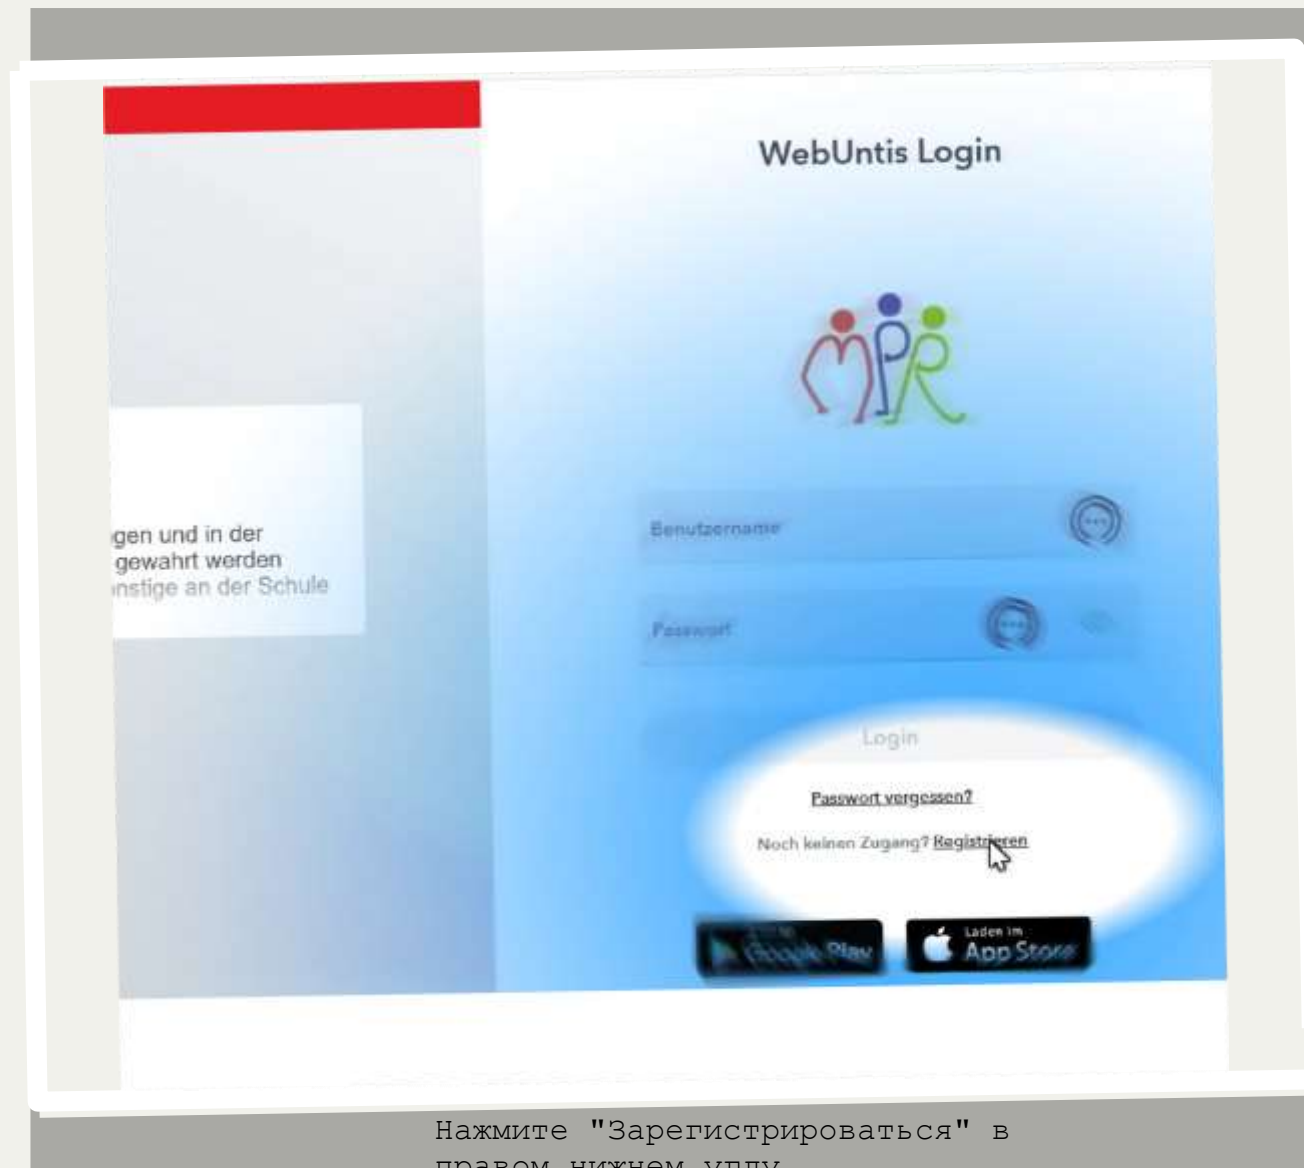 WebUntis Login
MPR
gen und in der
gewahrt werden
nstige an der Schule
Benutzername
Passwort
Login
Passwort vergessen?
Noch keinen Zugang? Registrieren
Google Play
Laden im
App Store
Нажмите "Зарегистрироваться" в
правом нижнем углу